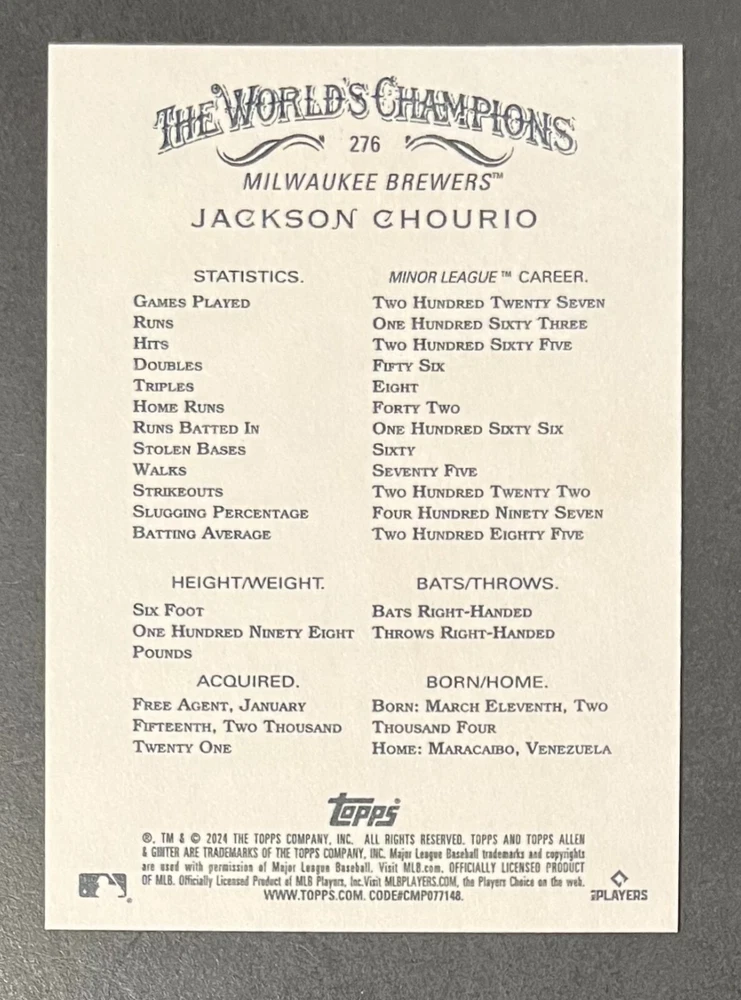 THE WORLD'S CHAMPIONS
276
MILWAUKEE BREWERS™
JACKSON CHOURIO
STATISTICS. MINOR LEAGUE™ CAREER.
GAMES PLAYED TWO HUNDRED TWENTY SEVEN
RUNS ONE HUNDRED SIXTY THREE
HITS TWO HUNDRED SIXTY FIVE
DOUBLES FIFTY SIX
TRIPLES EIGHT
HOME RUNS FORTY TWO
RUNS BATTED IN ONE HUNDRED SIXTY SIX
STOLEN BASES SIXTY
WALKS SEVENTY FIVE
STRIKEOUTS TWO HUNDRED TWENTY TWO
SLUGGING PERCENTAGE FOUR HUNDRED NINETY SEVEN
BATTING AVERAGE TWO HUNDRED EIGHTY FIVE
HEIGHT/WEIGHT.
SIX FOOT
ONE HUNDRED NINETY EIGHT
POUNDS
BATS/THROWS.
BATS RIGHT-HANDED
THROWS RIGHT-HANDED
ACQUIRED.
FREE AGENT, JANUARY
FIFTEENTH, TWO THOUSAND
TWENTY ONE
BORN/HOME.
BORN: MARCH ELEVENTH, TWO
THOUSAND FOUR
HOME: MARACAIBO, VENEZUELA
topps
®, TM & © 2024 THE TOPPS COMPANY, INC. ALL RIGHTS RESERVED. TOPPS AND TOPPS ALLEN
& GINTER ARE TRADEMARKS OF THE TOPPS COMPANY, INC. Major League Baseball trademarks and copyrights
are used with permission of Major League Baseball. Visit MLB.com. OFFICIALLY LICENSED PRODUCT
OF MLB. Officially Licensed Product of MLB Players, Inc.Visit MLBPLAYERS.COM, the Players Choice on the web.
WWW.TOPPS.COM. CODE#CMP077148.
PLAYERS